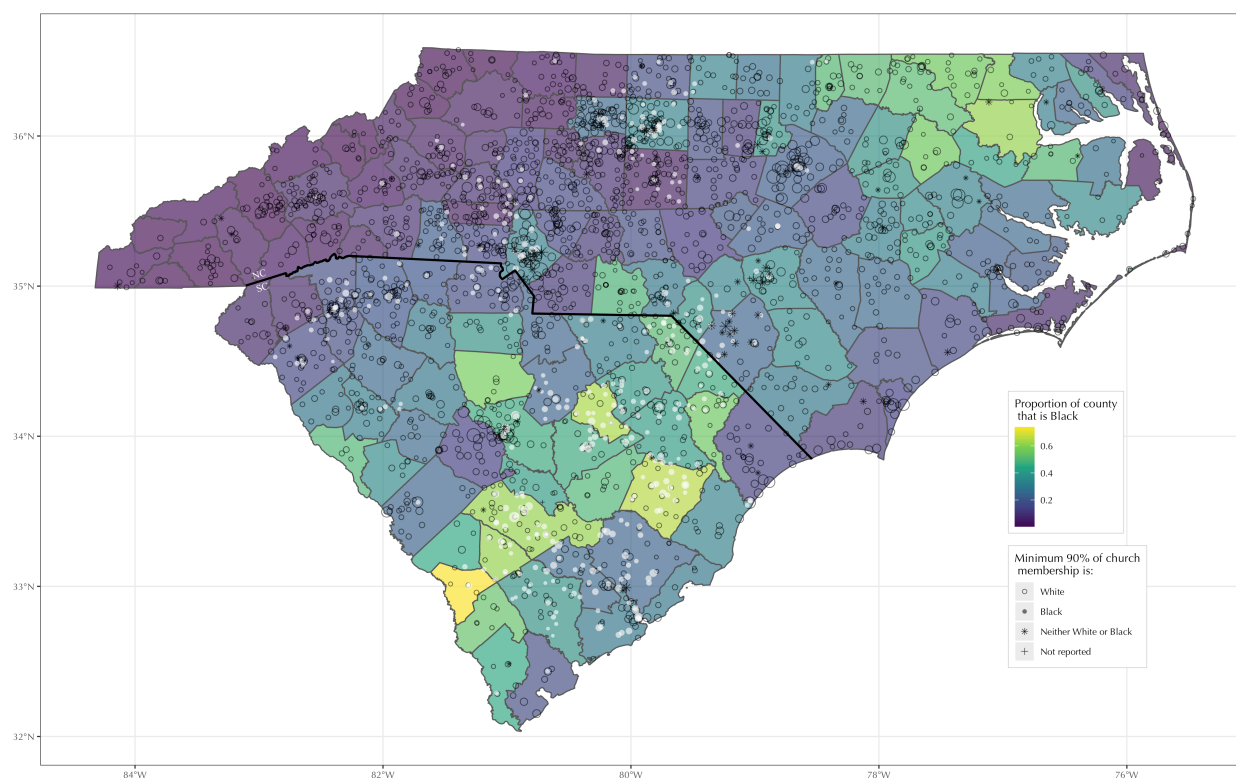 36°N
35°N
34°N
33°N
32°N
NC
SC
Proportion of county
that is Black
0.6
0.4
0.2
Minimum 90% of church
membership is:
White
Black
Neither White or Black
Not reported
84°W
82°W
80°W
78°W
76°W